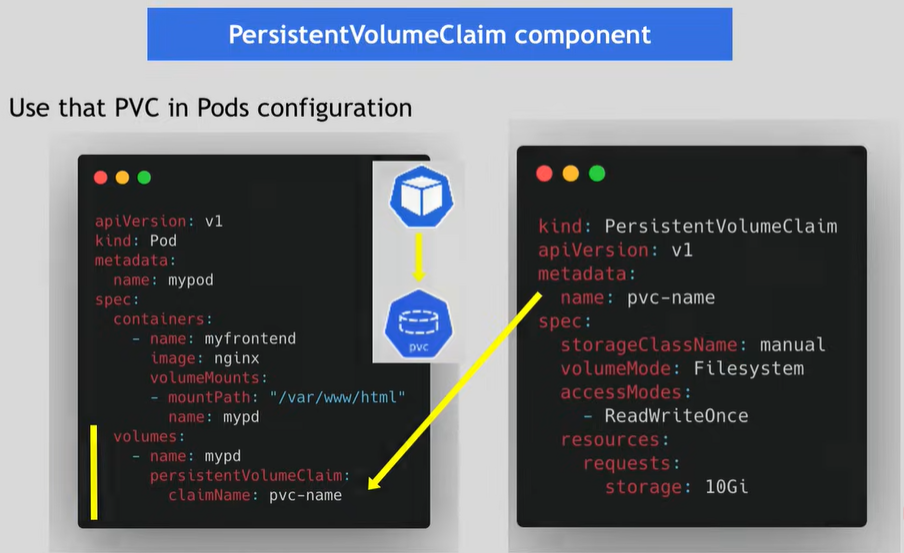 PersistentVolumeClaim component
Use that PVC in Pods configuration
apiVersion: v1
kind: Pod
metadata:
  name: mypod
spec:
  containers:
    - name: myfrontend
      image: nginx
      volumeMounts:
      - mountPath: "/var/www/html"
        name: mypd
  volumes:
    - name: mypd
      persistentVolumeClaim:
        claimName: pvc-name
pvc
kind: PersistentVolumeClaim
apiVersion: v1
metadata:
  name: pvc-name
spec:
  storageClassName: manual
  volumeMode: Filesystem
  accessModes:
    - ReadWriteOnce
  resources:
    requests:
      storage: 10Gi